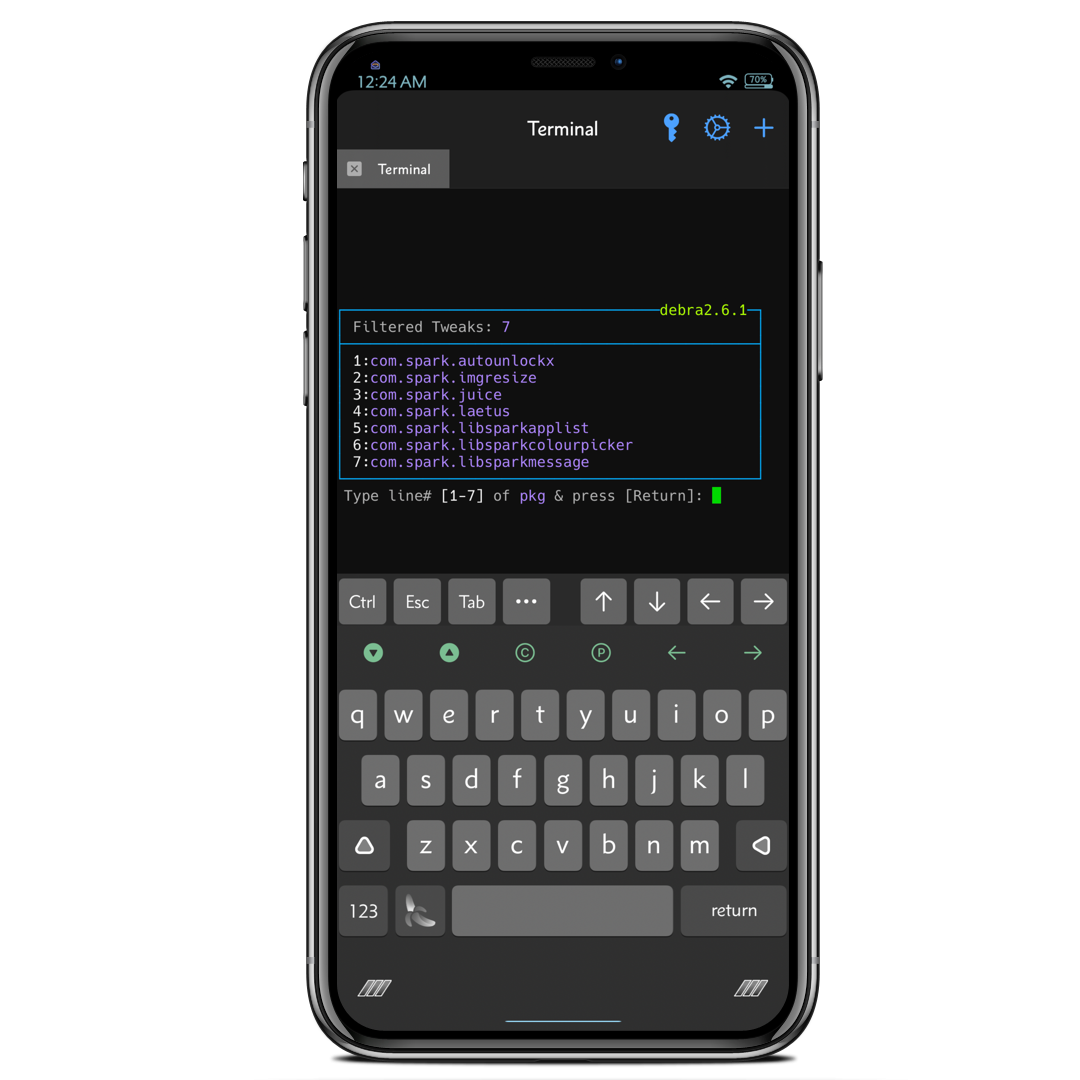 12:24 AM
70%
Terminal
Terminal
debra2.6.1
Filtered Tweaks: 7
1:com.spark.autounlockx
2:com.spark.imgresize
3:com.spark.juice
4:com.spark.laetus
5:com.spark.libsparkapplist
6:com.spark.libsparkcolourpicker
7:com.spark.libsparkmessage
Type line# [1-7] of pkg & press [Return]:
Ctrl Esc Tab ••• ↑ ↓ ← →
C P ← →
q w e r t y u i o p
a s d f g h j k l
z x c v b n m
123 return